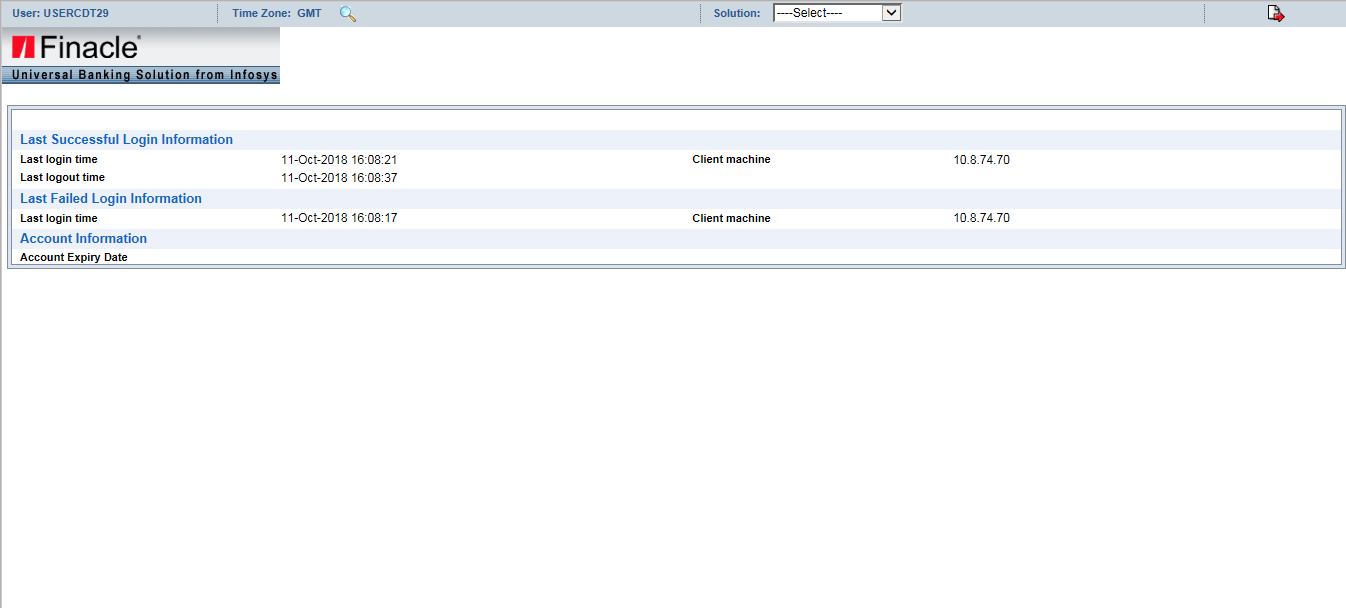 User: USERCDT29 Time Zone: GMT Solution: ----Select----
Finacle®
Universal Banking Solution from Infosys
Last Successful Login Information
Last login time 11-Oct-2018 16:08:21 Client machine 10.8.74.70
Last logout time 11-Oct-2018 16:08:37
Last Failed Login Information
Last login time 11-Oct-2018 16:08:17 Client machine 10.8.74.70
Account Information
Account Expiry Date